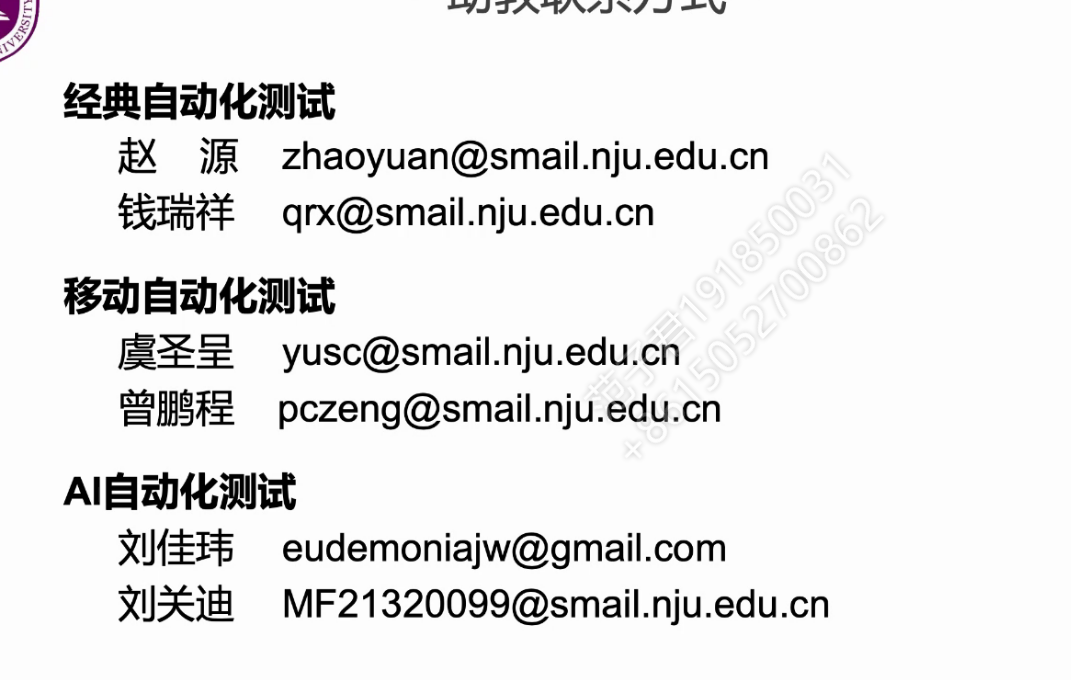 助教联系方式
经典自动化测试
赵 源 zhaoyuan@smail.nju.edu.cn
钱瑞祥 qrx@smail.nju.edu.cn
移动自动化测试
虞圣呈 yusc@smail.nju.edu.cn
曾鹏程 pczeng@smail.nju.edu.cn
AI自动化测试
刘佳玮 eudemoniajw@gmail.com
刘关迪 MF21320099@smail.nju.edu.cn
191850031
+8615052700862